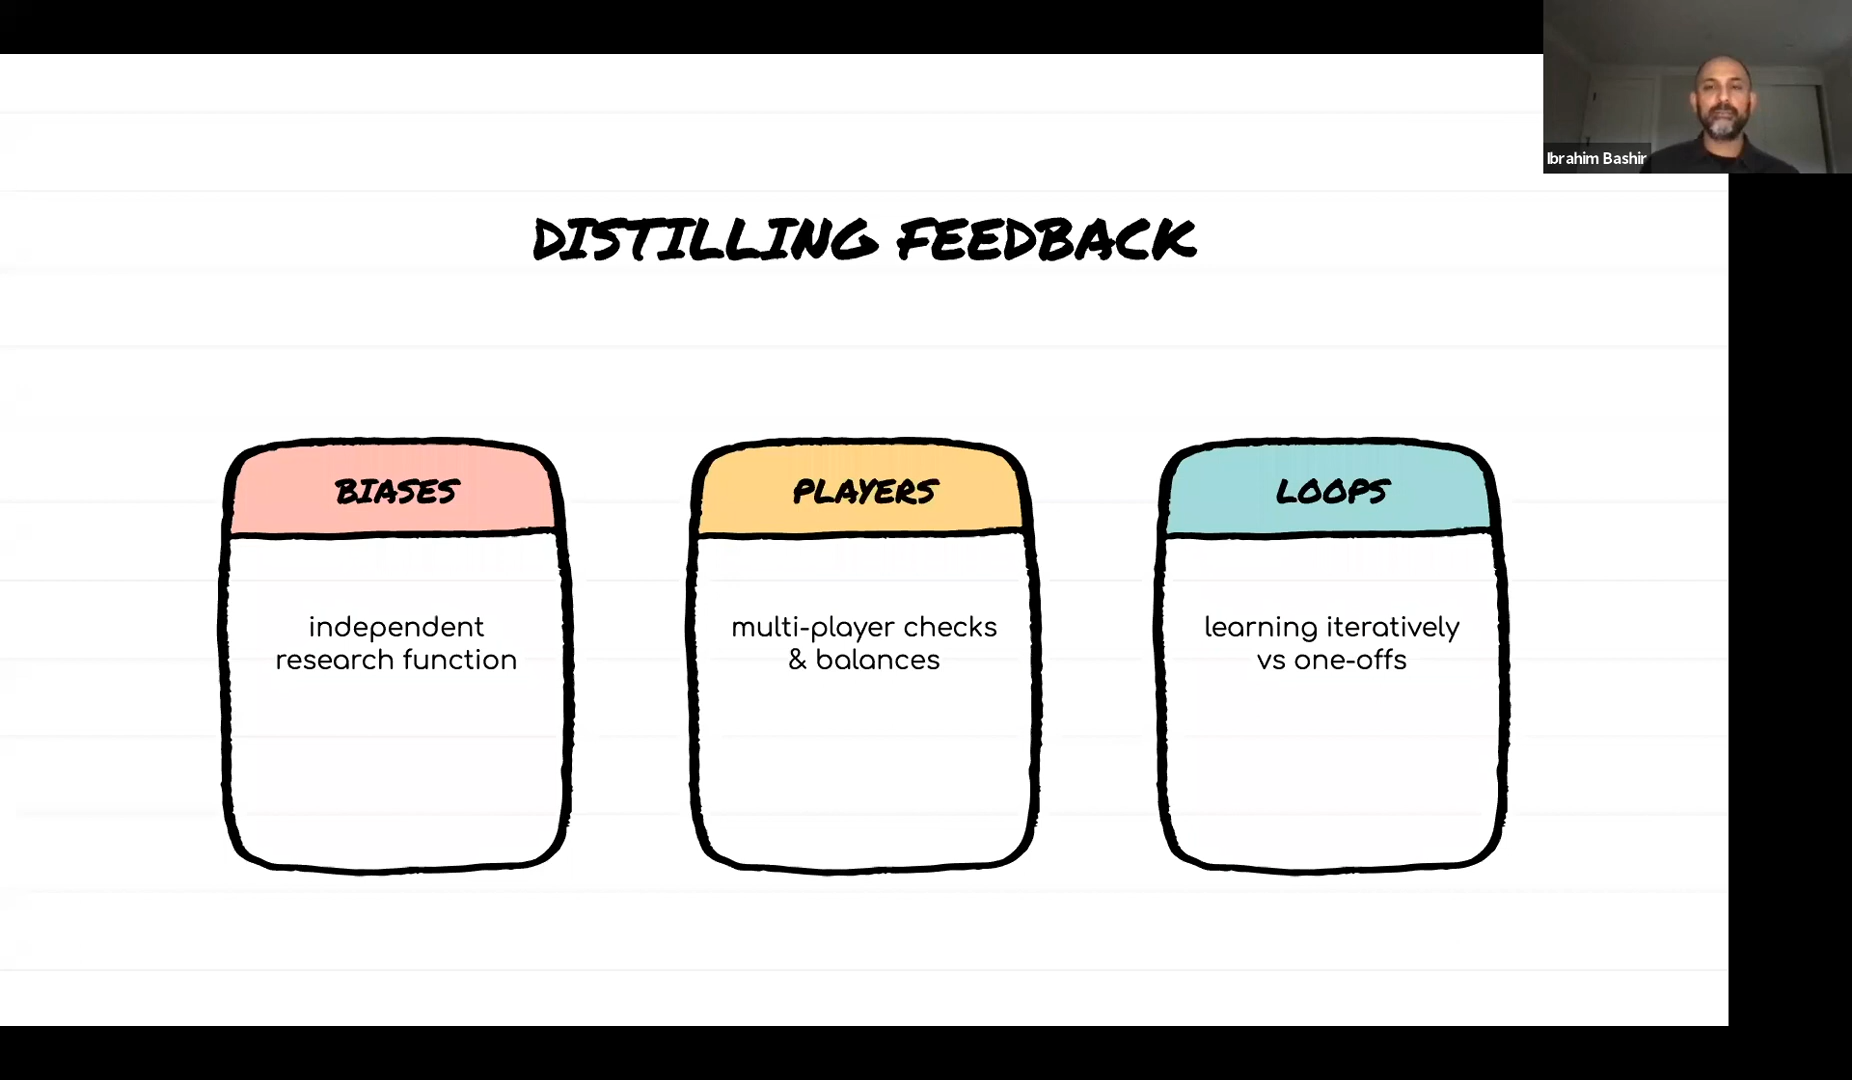 Ibrahim Bashir
DISTILLING FEEDBACK
BIASES
independent
research function
PLAYERS
multi-player checks
& balances
LOOPS
learning iteratively
vs one-offs